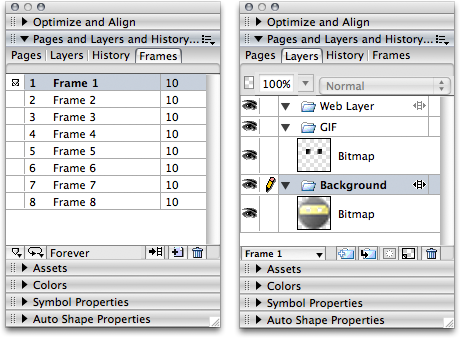 Optimize and Align
Pages and Layers and History...
Pages Layers History Frames
1 Frame 1 10
2 Frame 2 10
3 Frame 3 10
4 Frame 4 10
5 Frame 5 10
6 Frame 6 10
7 Frame 7 10
8 Frame 8 10
Forever
Assets
Colors
Symbol Properties
Auto Shape Properties
Optimize and Align
Pages and Layers and History...
Pages Layers History Frames
100% Normal
Web Layer
GIF
Bitmap
Background
Bitmap
Frame 1
Assets
Colors
Symbol Properties
Auto Shape Properties